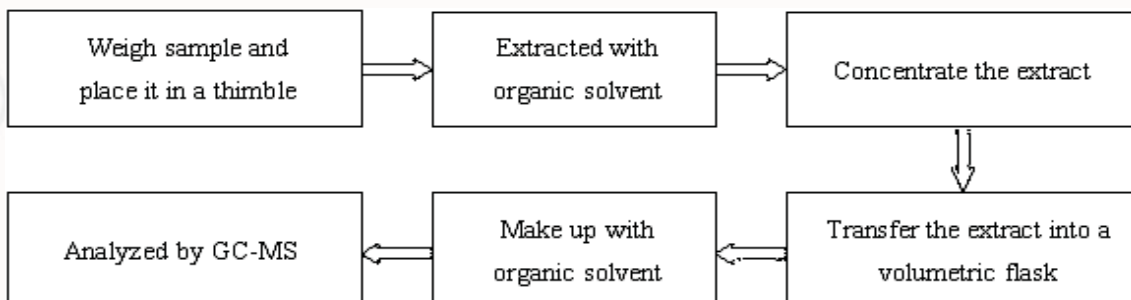 Weigh sample and
place it in a thimble
Extracted with
organic solvent
Concentrate the extract
Transfer the extract into a
volumetric flask
Make up with
organic solvent
Analyzed by GC-MS